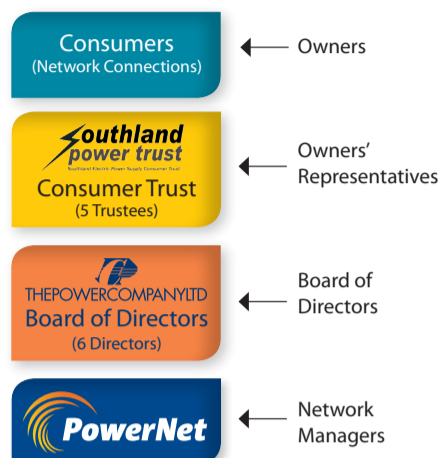 Consumers
(Network Connections)
Owners
Southland
power trust
Southland Electric Power Supply Consumer Trust
Consumer Trust
(5 Trustees)
Owners’
Representatives
THEPOWERCOMPANYLTD
Board of Directors
(6 Directors)
Board of
Directors
PowerNet
Network
Managers